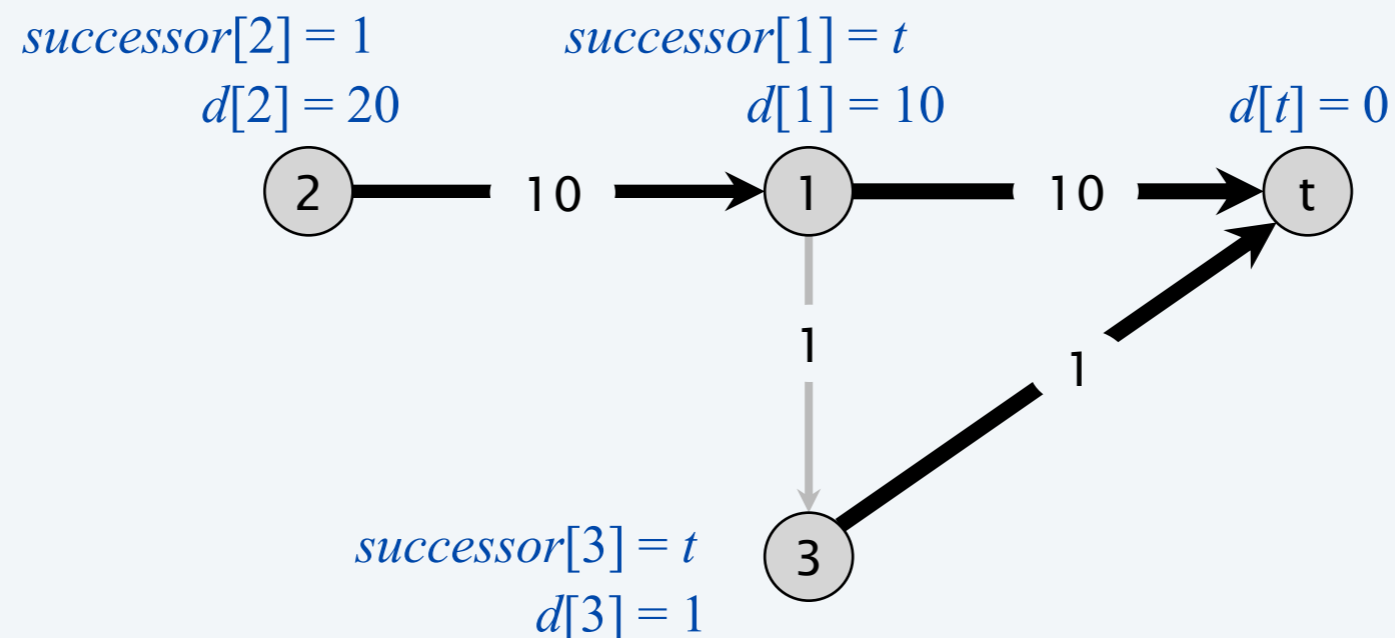 successor[2] = 1
d[2] = 20
successor[1] = t
d[1] = 10
d[t] = 0
2
10
1
10
t
1
1
successor[3] = t
d[3] = 1
3